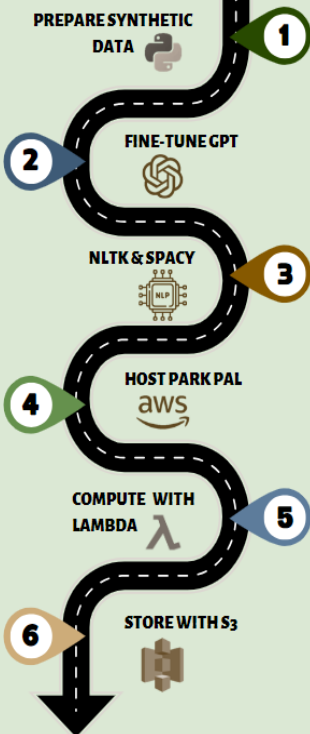 PREPARE SYNTHETIC
DATA
1
FINE-TUNE GPT
2
NLTK & SPACY
NLP
3
HOST PARK PAL
aws
4
COMPUTE WITH
LAMBDA λ
5
STORE WITH S3
6